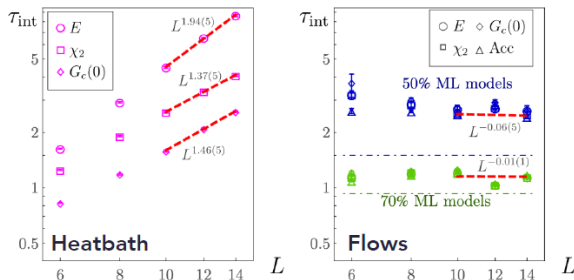 τ_int
5
2
1
0.5
E
χ₂
G_c(0)
L^1.94(5)
L^1.37(5)
L^1.46(5)
Heatbath
6 8 10 12 14 L
τ_int
5
2
1
0.5
E G_c(0)
χ₂ Acc
50% ML models
L^−0.06(5)
L^−0.01(1)
70% ML models
Flows
6 8 10 12 14 L